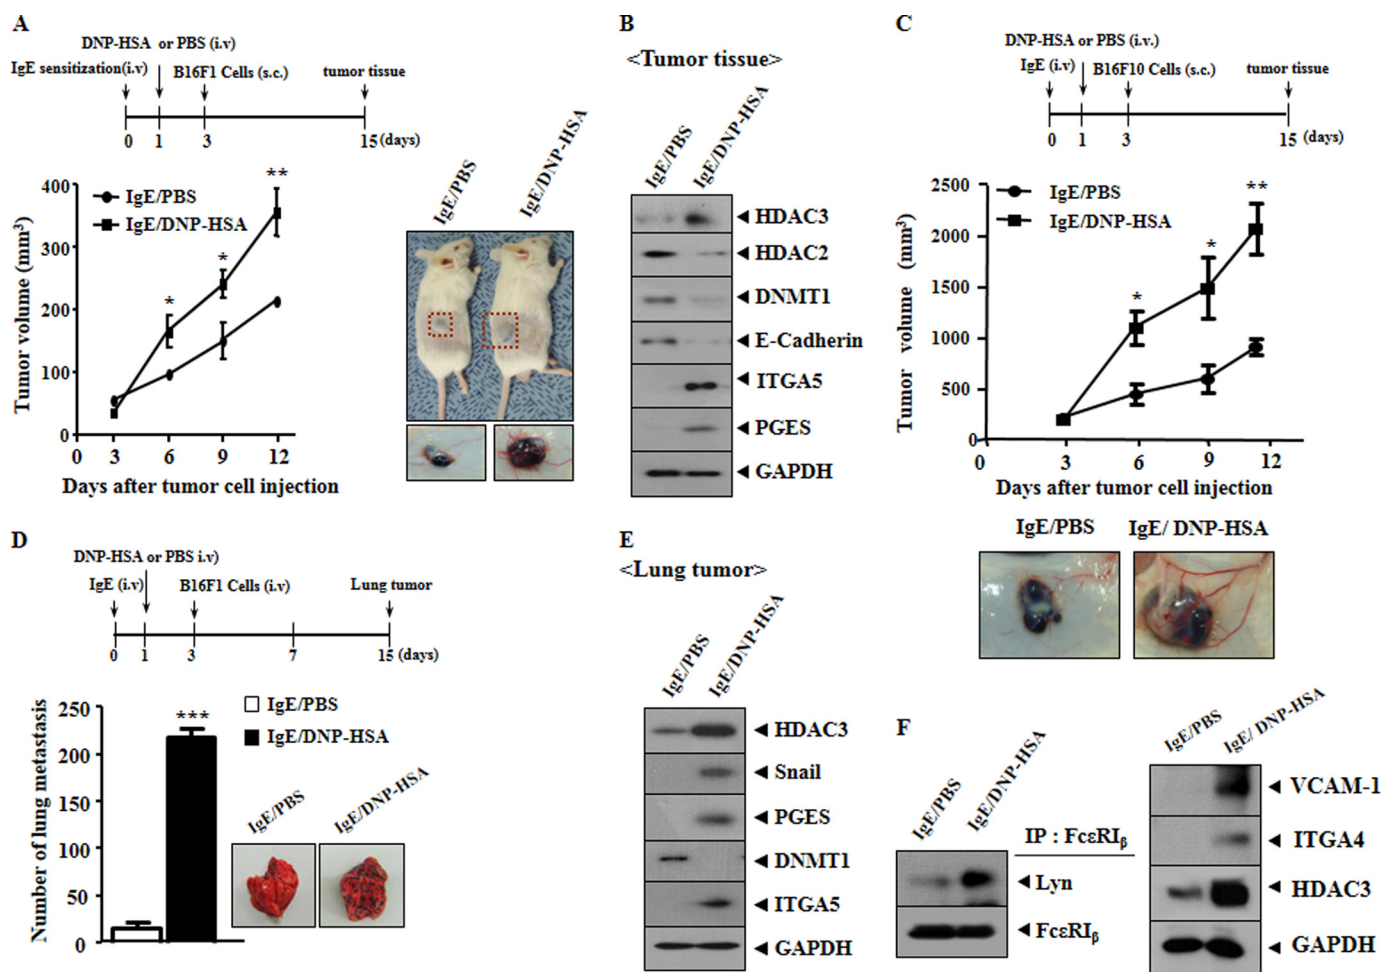 A
DNP-HSA or PBS (i.v)
IgE sensitization(i.v)
B16F1 Cells (s.c.)
tumor tissue
0 1 3 15 (days)
Tumor volume (mm³)
400
300
200
100
0
IgE/PBS
IgE/DNP-HSA
* * **
0 3 6 9 12
Days after tumor cell injection
IgE/PBS
IgE/DNP-HSA
B
<Tumor tissue>
IgE/PBS
IgE/DNP-HSA
HDAC3
HDAC2
DNMT1
E-Cadherin
ITGA5
PGES
GAPDH
C
DNP-HSA or PBS (i.v.)
IgE (i.v)
B16F10 Cells (s.c.)
tumor tissue
0 1 3 15 (days)
Tumor volume (mm³)
2500
2000
1500
1000
500
0
IgE/PBS
IgE/DNP-HSA
* * **
0 3 6 9 12
Days after tumor cell injection
IgE/PBS IgE/ DNP-HSA
D
DNP-HSA or PBS i.v)
IgE (i.v)
B16F1 Cells (i.v)
Lung tumor
0 1 3 7 15 (days)
Number of lung metastasis
250
200
150
100
50
0
***
IgE/PBS
IgE/DNP-HSA
IgE/PBS
IgE/DNP-HSA
E
<Lung tumor>
IgE/PBS
IgE/DNP-HSA
HDAC3
Snail
PGES
DNMT1
ITGA5
GAPDH
F
IgE/PBS
IgE/DNP-HSA
IP : FcεRIβ
Lyn
FcεRIβ
IgE/PBS
IgE/ DNP-HSA
VCAM-1
ITGA4
HDAC3
GAPDH